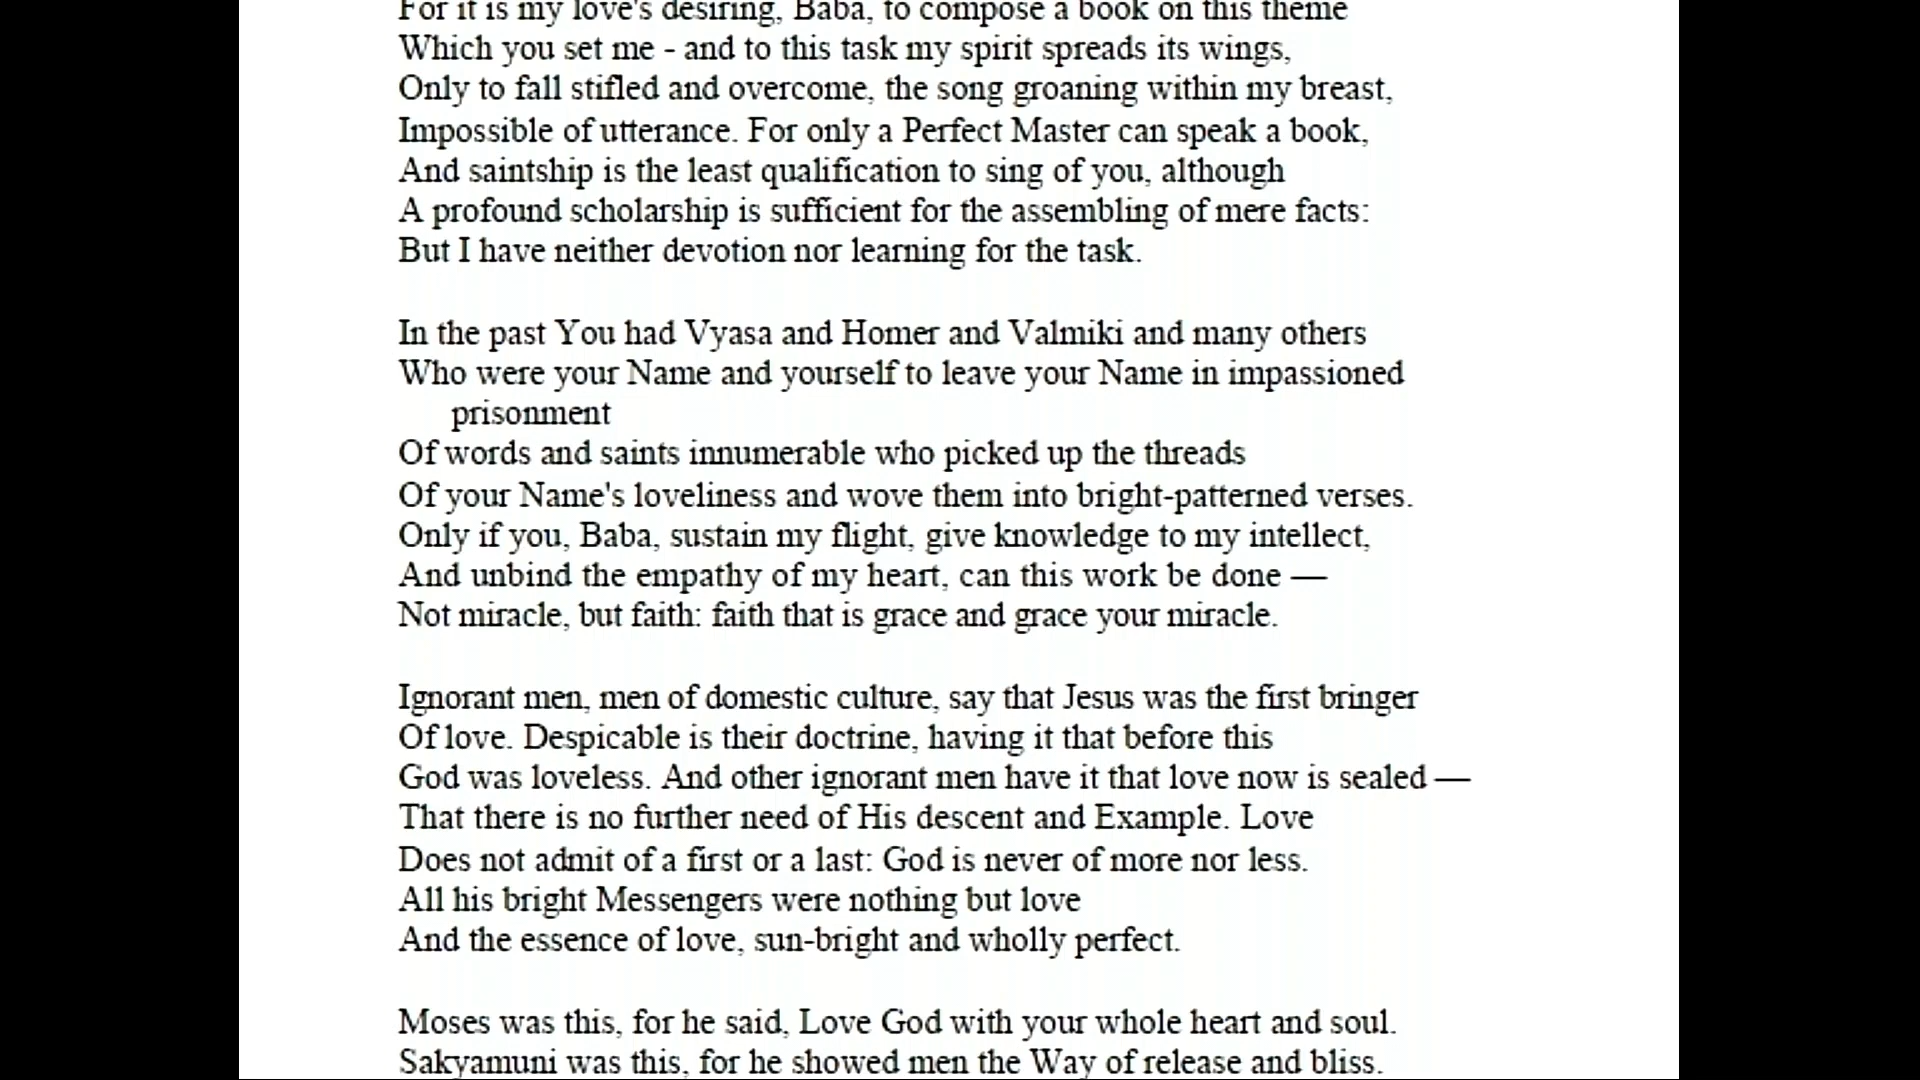 For it is my love's desiring, Baba, to compose a book on this theme
Which you set me - and to this task my spirit spreads its wings,
Only to fall stifled and overcome, the song groaning within my breast,
Impossible of utterance. For only a Perfect Master can speak a book,
And saintship is the least qualification to sing of you, although
A profound scholarship is sufficient for the assembling of mere facts:
But I have neither devotion nor learning for the task.
In the past You had Vyasa and Homer and Valmiki and many others
Who were your Name and yourself to leave your Name in impassioned
prisonment
Of words and saints innumerable who picked up the threads
Of your Name's loveliness and wove them into bright-patterned verses.
Only if you, Baba, sustain my flight, give knowledge to my intellect,
And unbind the empathy of my heart, can this work be done —
Not miracle, but faith: faith that is grace and grace your miracle.
Ignorant men, men of domestic culture, say that Jesus was the first bringer
Of love. Despicable is their doctrine, having it that before this
God was loveless. And other ignorant men have it that love now is sealed —
That there is no further need of His descent and Example. Love
Does not admit of a first or a last: God is never of more nor less.
All his bright Messengers were nothing but love
And the essence of love, sun-bright and wholly perfect.
Moses was this, for he said, Love God with your whole heart and soul.
Sakyamuni was this, for he showed men the Way of release and bliss.